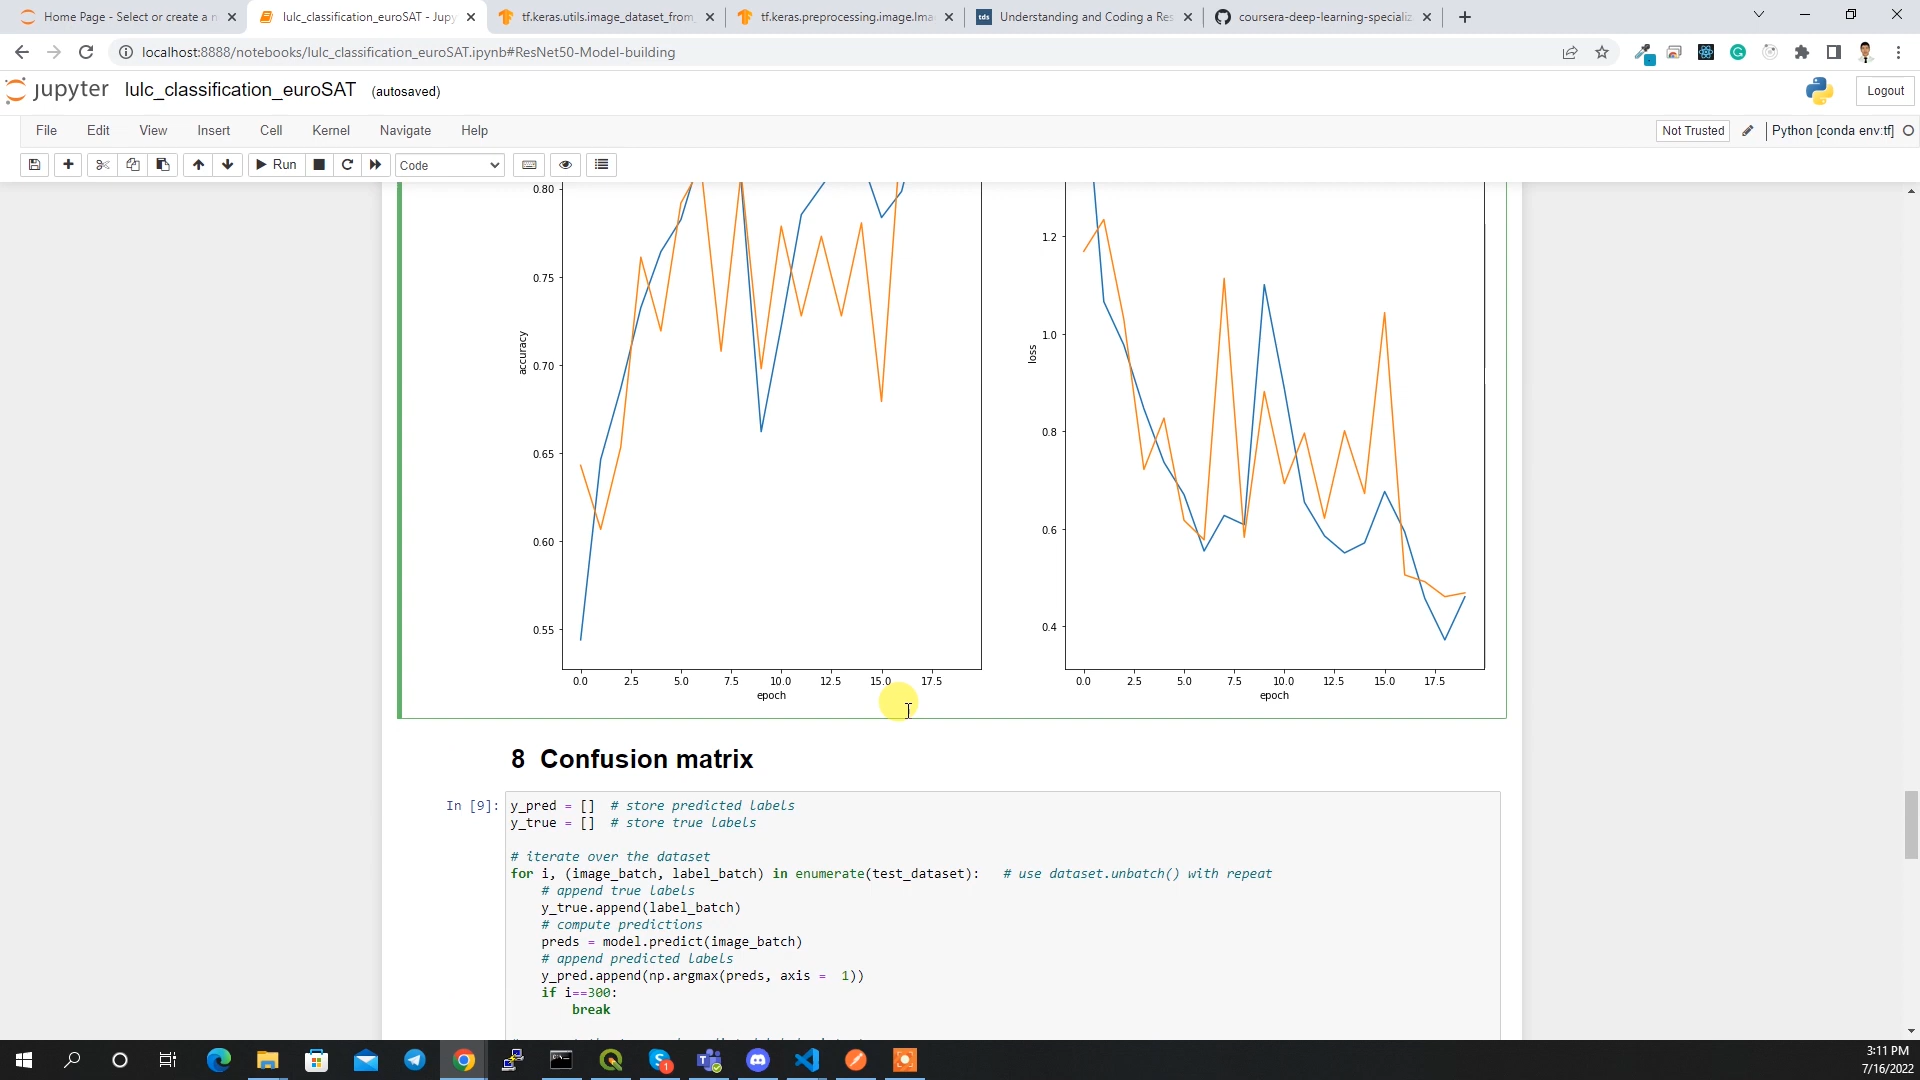 Home Page - Select or create a n
lulc_classification_euroSAT - Jupy
tf.keras.utils.image_dataset_from
tf.keras.preprocessing.image.Ima
tds Understanding and Coding a Res
coursera-deep-learning-specializ
localhost:8888/notebooks/lulc_classification_euroSAT.ipynb#ResNet50-Model-building
jupyter lulc_classification_euroSAT (autosaved)
Logout
File Edit View Insert Cell Kernel Navigate Help
Not Trusted
Python [conda env:tf]
Run
Code
0.80
0.75
0.70
0.65
0.60
0.55
accuracy
0.0 2.5 5.0 7.5 10.0 12.5 15.0 17.5
epoch
1.2
1.0
0.8
0.6
0.4
loss
0.0 2.5 5.0 7.5 10.0 12.5 15.0 17.5
epoch
8 Confusion matrix
In [9]:
y_pred = [] # store predicted labels
y_true = [] # store true labels
# iterate over the dataset
for i, (image_batch, label_batch) in enumerate(test_dataset): # use dataset.unbatch() with repeat
# append true labels
y_true.append(label_batch)
# compute predictions
preds = model.predict(image_batch)
# append predicted labels
y_pred.append(np.argmax(preds, axis = 1))
if i==300:
break
3:11 PM
7/16/2022